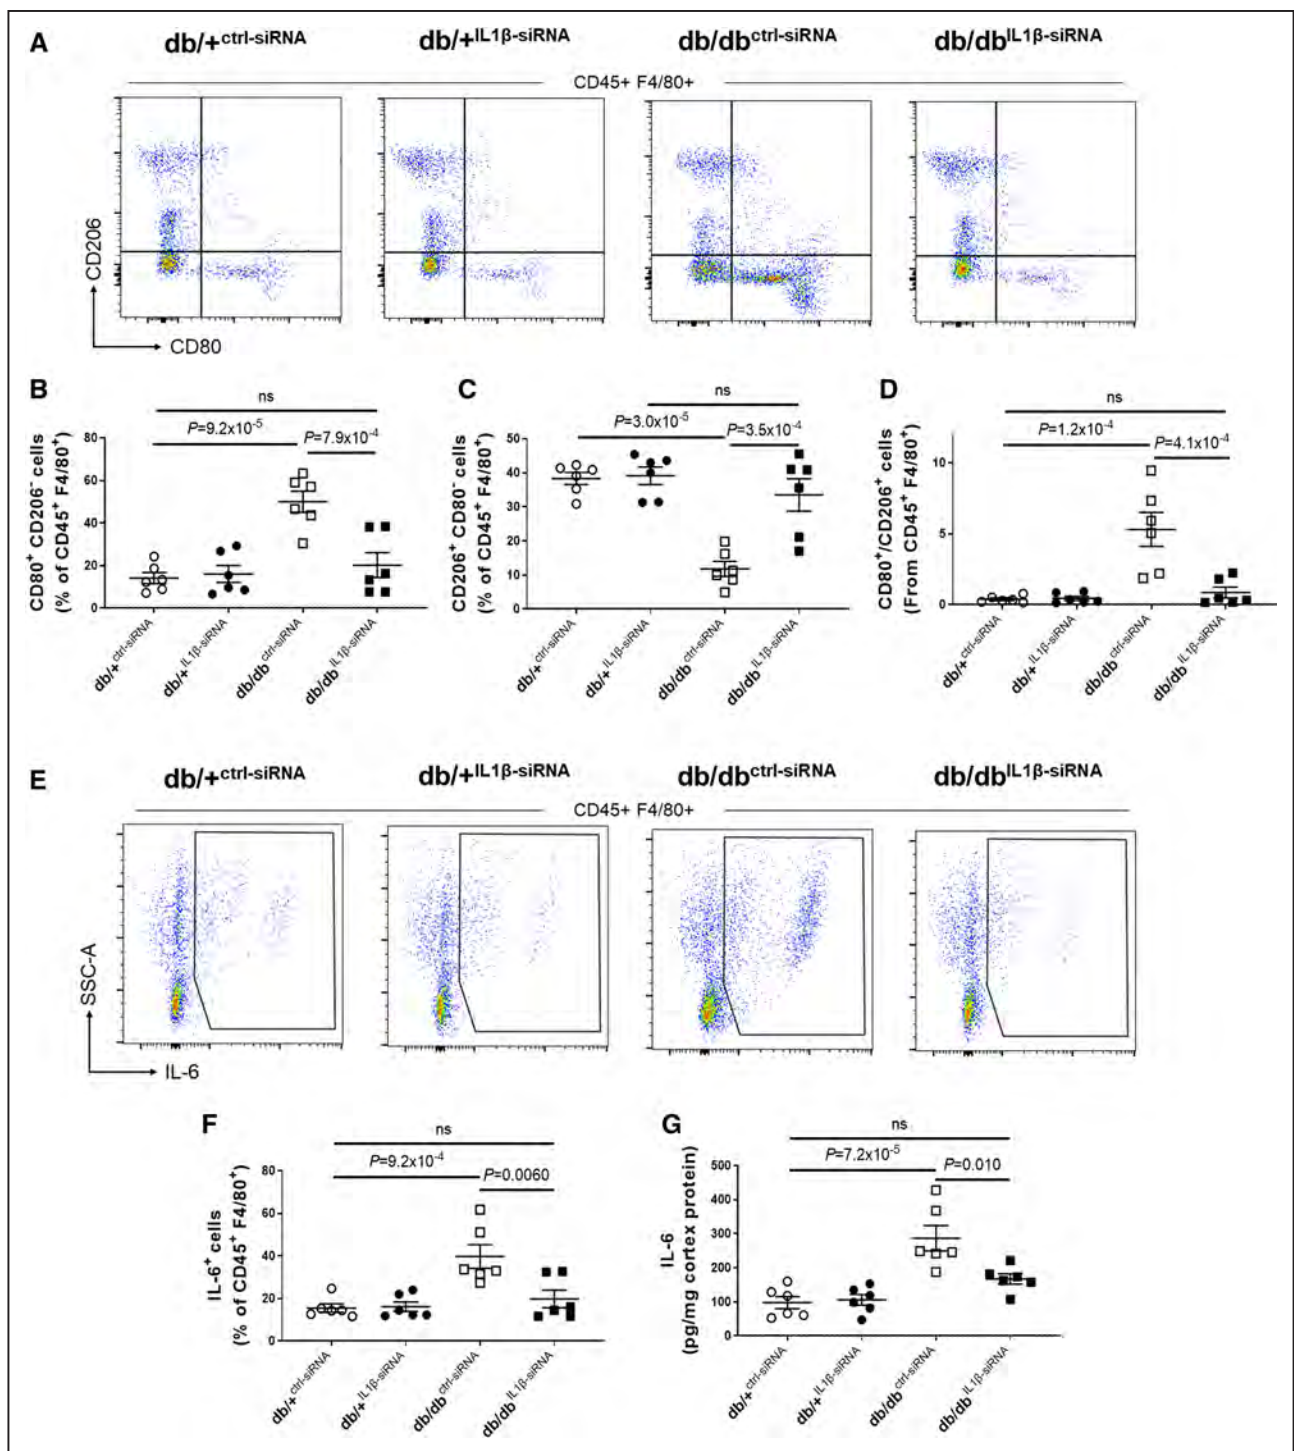 A
db/+ctrl-siRNA db/+IL1β-siRNA db/dbctrl-siRNA db/dbIL1β-siRNA
CD45+ F4/80+
CD206
CD80
B
ns
P=9.2x10-5
P=7.9x10-4
CD80+ CD206- cells
(% of CD45+ F4/80+)
80
60
40
20
0
db/+ctrl-siRNA
db/+IL1β-siRNA
db/dbctrl-siRNA
db/dbIL1β-siRNA
C
ns
P=3.0x10-5
P=3.5x10-4
CD206+ CD80- cells
(% of CD45+ F4/80+)
50
40
30
20
10
0
db/+ctrl-siRNA
db/+IL1β-siRNA
db/dbctrl-siRNA
db/dbIL1β-siRNA
D
ns
P=1.2x10-4
P=4.1x10-4
CD80+/CD206+
(From CD45+ F4/80+)
10
5
0
db/+ctrl-siRNA
db/+IL1β-siRNA
db/dbctrl-siRNA
db/dbIL1β-siRNA
E
db/+ctrl-siRNA db/+IL1β-siRNA db/dbctrl-siRNA db/dbIL1β-siRNA
CD45+ F4/80+
SSC-A
IL-6
F
ns
P=9.2x10-4
P=0.0060
IL-6+ cells
(% of CD45+ F4/80+)
80
60
40
20
0
db/+ctrl-siRNA
db/+IL1β-siRNA
db/dbctrl-siRNA
db/dbIL1β-siRNA
G
ns
P=7.2x10-5
P=0.010
IL-6
(pg/mg cortex protein)
500
400
300
200
100
0
db/+ctrl-siRNA
db/+IL1β-siRNA
db/dbctrl-siRNA
db/dbIL1β-siRNA